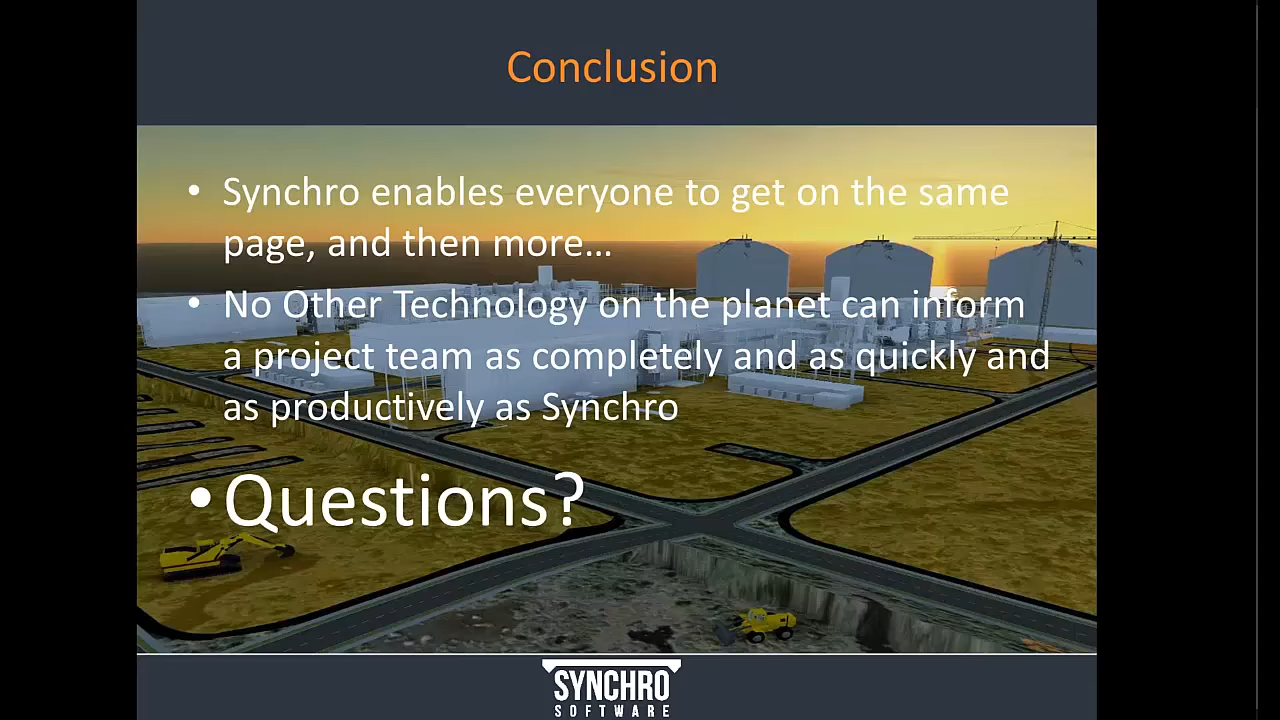 Conclusion
• Synchro enables everyone to get on the same
page, and then more...
• No Other Technology on the planet can inform
a project team as completely and as quickly and
as productively as Synchro
• Questions?
SYNCHRO
SOFTWARE